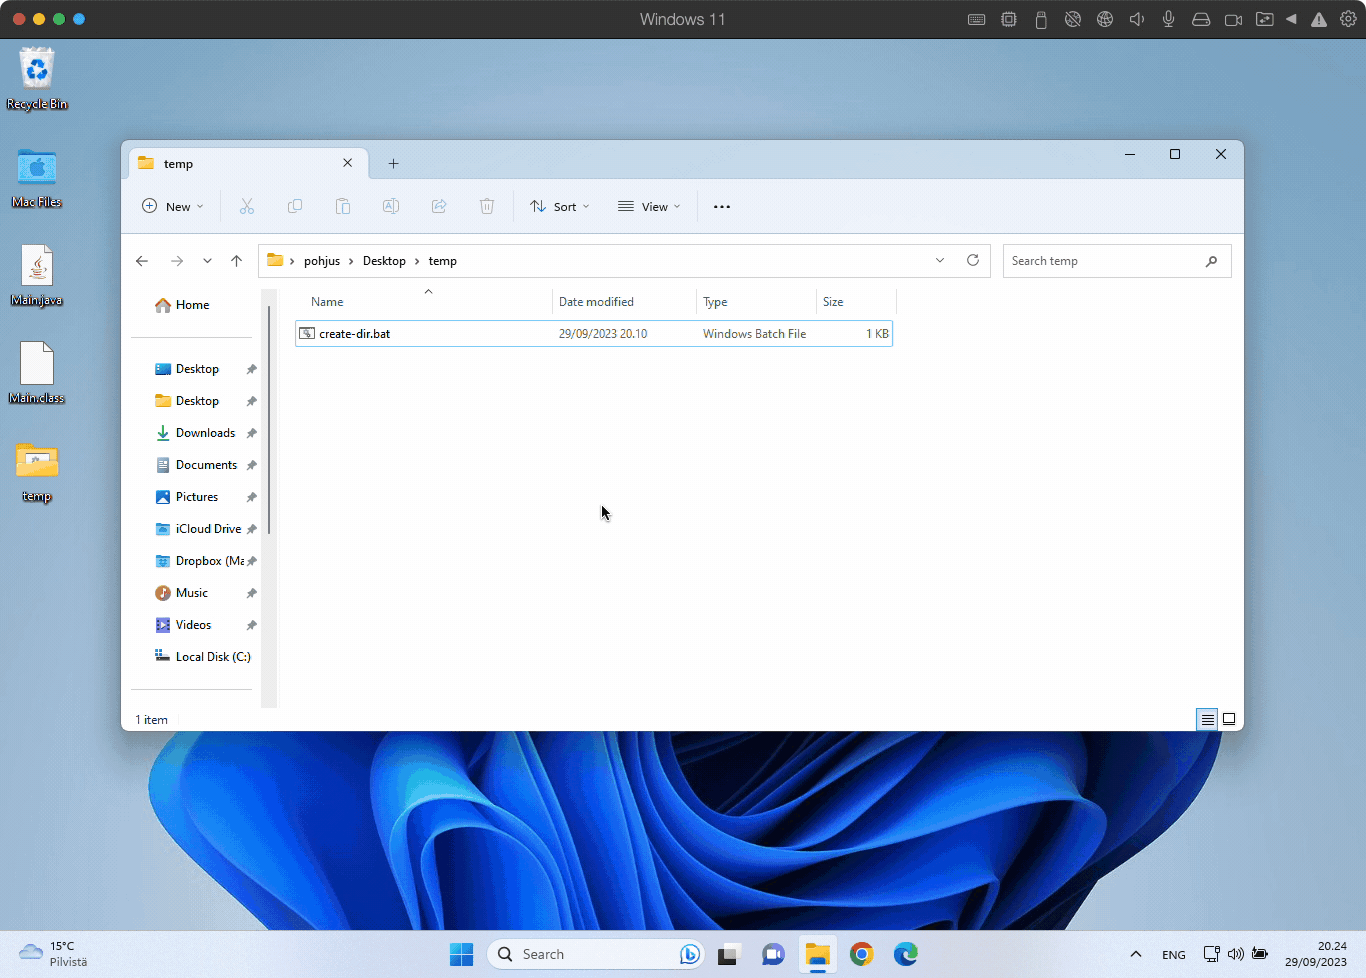 Windows 11
Recycle Bin
Mac Files
Main.java
Main.class
temp
temp
New
Sort
View
pohjus
Desktop
temp
Search temp
Name
Date modified
Type
Size
create-dir.bat
29/09/2023 20.10
Windows Batch File
1 KB
Home
Desktop
Desktop
Downloads
Documents
Pictures
iCloud Drive
Dropbox (Ma
Music
Videos
Local Disk (C:)
1 item
15°C
Pilvistä
Search
ENG
20.24
29/09/2023